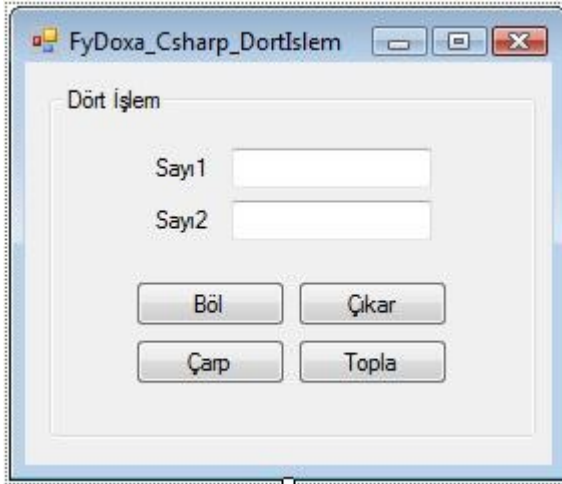 FyDoxa_Csharp_DortIslem
Dört İşlem
Sayı1
Sayı2
Böl Çıkar
Çarp Topla